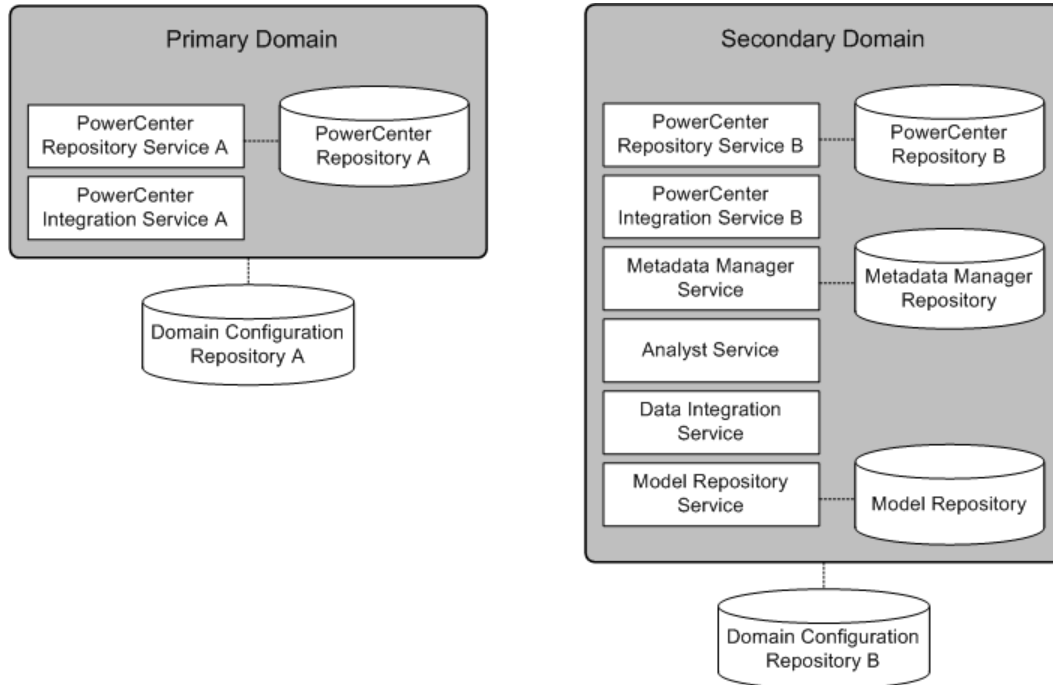 Primary Domain
PowerCenter
Repository Service A
PowerCenter
Repository A
PowerCenter
Integration Service A
Domain Configuration
Repository A
Secondary Domain
PowerCenter
Repository Service B
PowerCenter
Repository B
PowerCenter
Integration Service B
Metadata Manager
Service
Metadata Manager
Repository
Analyst Service
Data Integration
Service
Model Repository
Service
Model Repository
Domain Configuration
Repository B